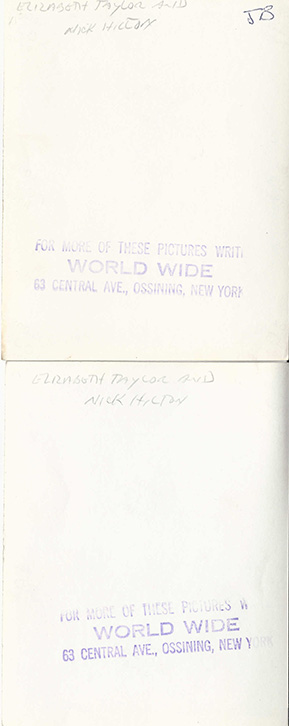 ELIZABETH TAYLOR AND
NICK HILTON
JB
FOR MORE OF THESE PICTURES WRIT
WORLD WIDE
63 CENTRAL AVE., OSSINING, NEW YORK
ELIZABETH TAYLOR AND
NICK HILTON
FOR MORE OF THESE PICTURES W
WORLD WIDE
63 CENTRAL AVE., OSSINING, NEW YORK